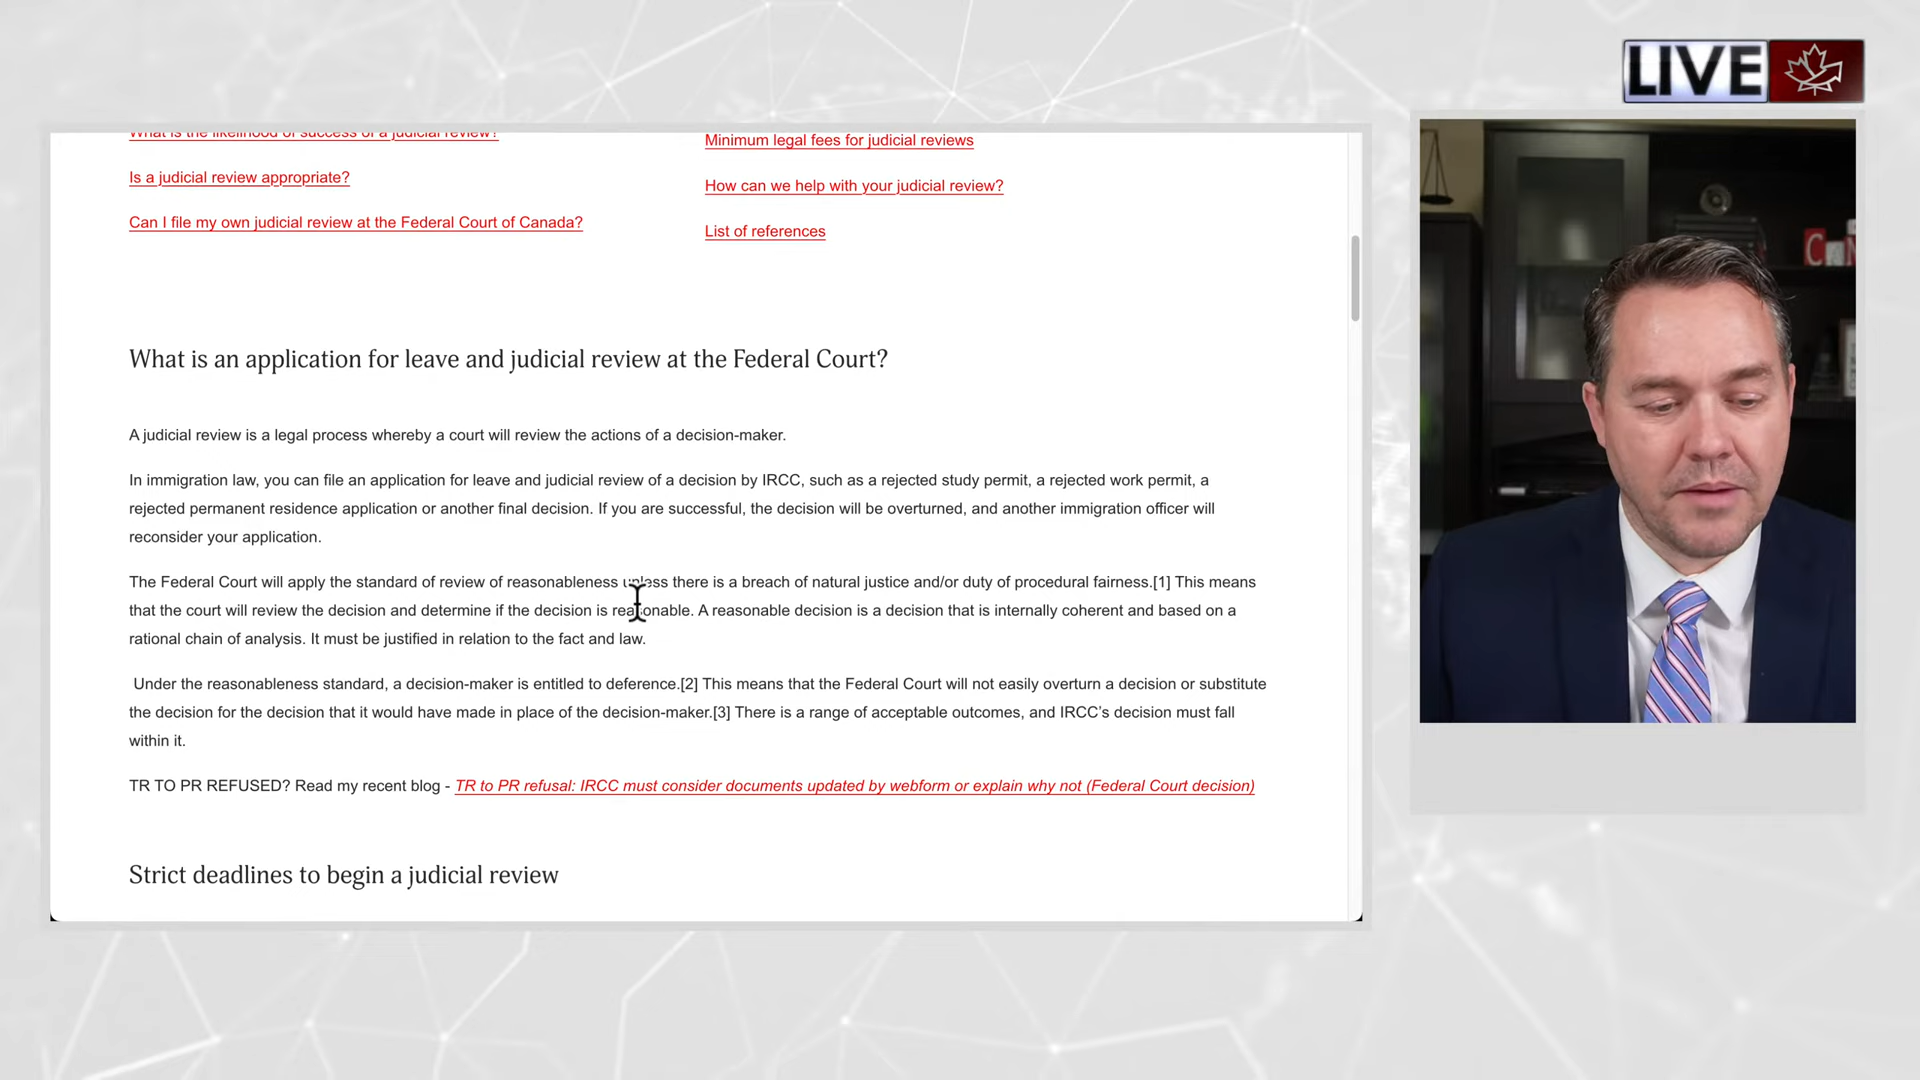 LIVE
What is the likelihood of success of a judicial review?
Is a judicial review appropriate?
Can I file my own judicial review at the Federal Court of Canada?
Minimum legal fees for judicial reviews
How can we help with your judicial review?
List of references
What is an application for leave and judicial review at the Federal Court?
A judicial review is a legal process whereby a court will review the actions of a decision-maker.
In immigration law, you can file an application for leave and judicial review of a decision by IRCC, such as a rejected study permit, a rejected work permit, a
rejected permanent residence application or another final decision. If you are successful, the decision will be overturned, and another immigration officer will
reconsider your application.
The Federal Court will apply the standard of review of reasonableness unless there is a breach of natural justice and/or duty of procedural fairness.[1] This means
that the court will review the decision and determine if the decision is reasonable. A reasonable decision is a decision that is internally coherent and based on a
rational chain of analysis. It must be justified in relation to the fact and law.
Under the reasonableness standard, a decision-maker is entitled to deference.[2] This means that the Federal Court will not easily overturn a decision or substitute
the decision for the decision that it would have made in place of the decision-maker.[3] There is a range of acceptable outcomes, and IRCC's decision must fall
within it.
TR TO PR REFUSED? Read my recent blog - TR to PR refusal: IRCC must consider documents updated by webform or explain why not (Federal Court decision)
Strict deadlines to begin a judicial review